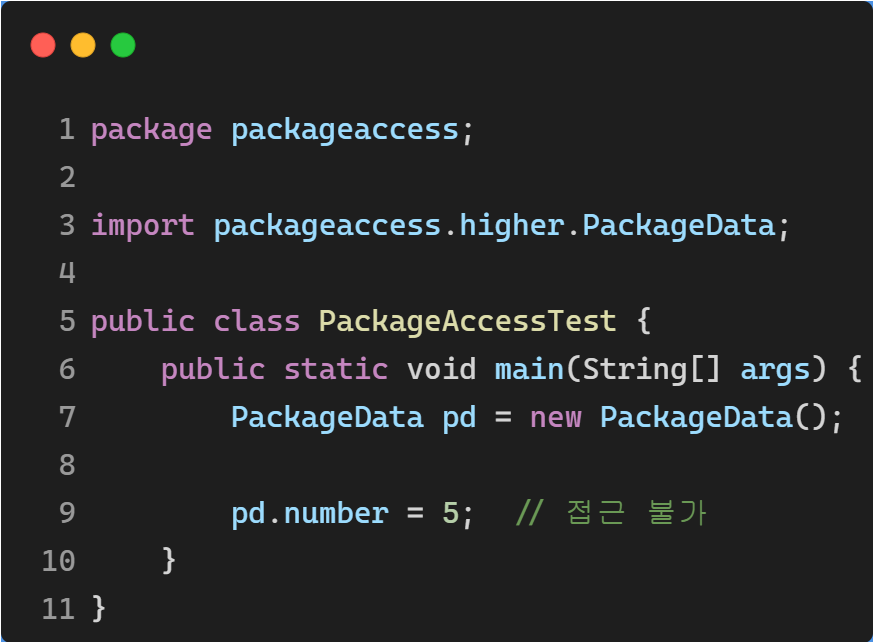 1 package packageaccess;
2
3 import packageaccess.higher.PackageData;
4
5 public class PackageAccessTest {
6     public static void main(String[] args) {
7         PackageData pd = new PackageData();
8
9         pd.number = 5;  // 접근 불가
10     }
11 }